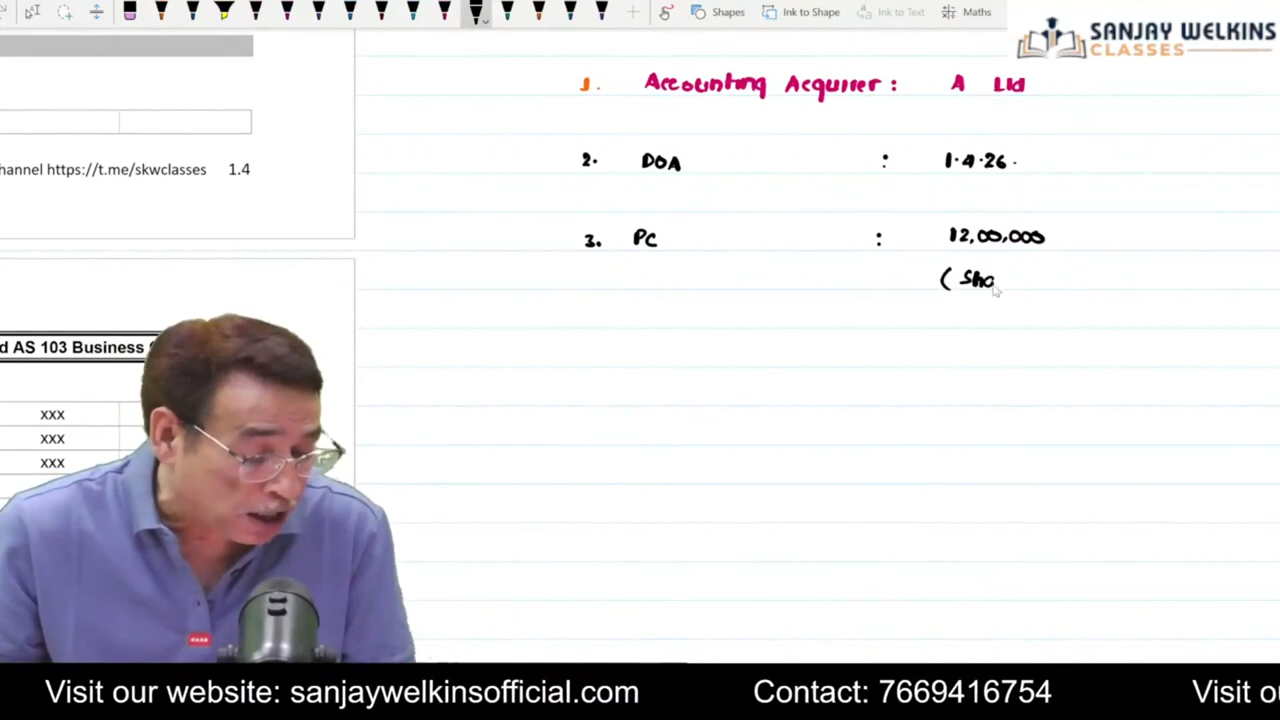 Shapes Ink to Shape Ink to Text Maths
SANJAY WELKINS
CLASSES
1. Accounting Acquirer : A Ltd
hannel https://t.me/skwclasses 1.4
2. DOA : 1.4.26.
3. PC : 12,00,000
( Sha
d AS 103 Business
xxx
xxx
xxx
Visit our website: sanjaywelkinsofficial.com Contact: 7669416754 Visit ou